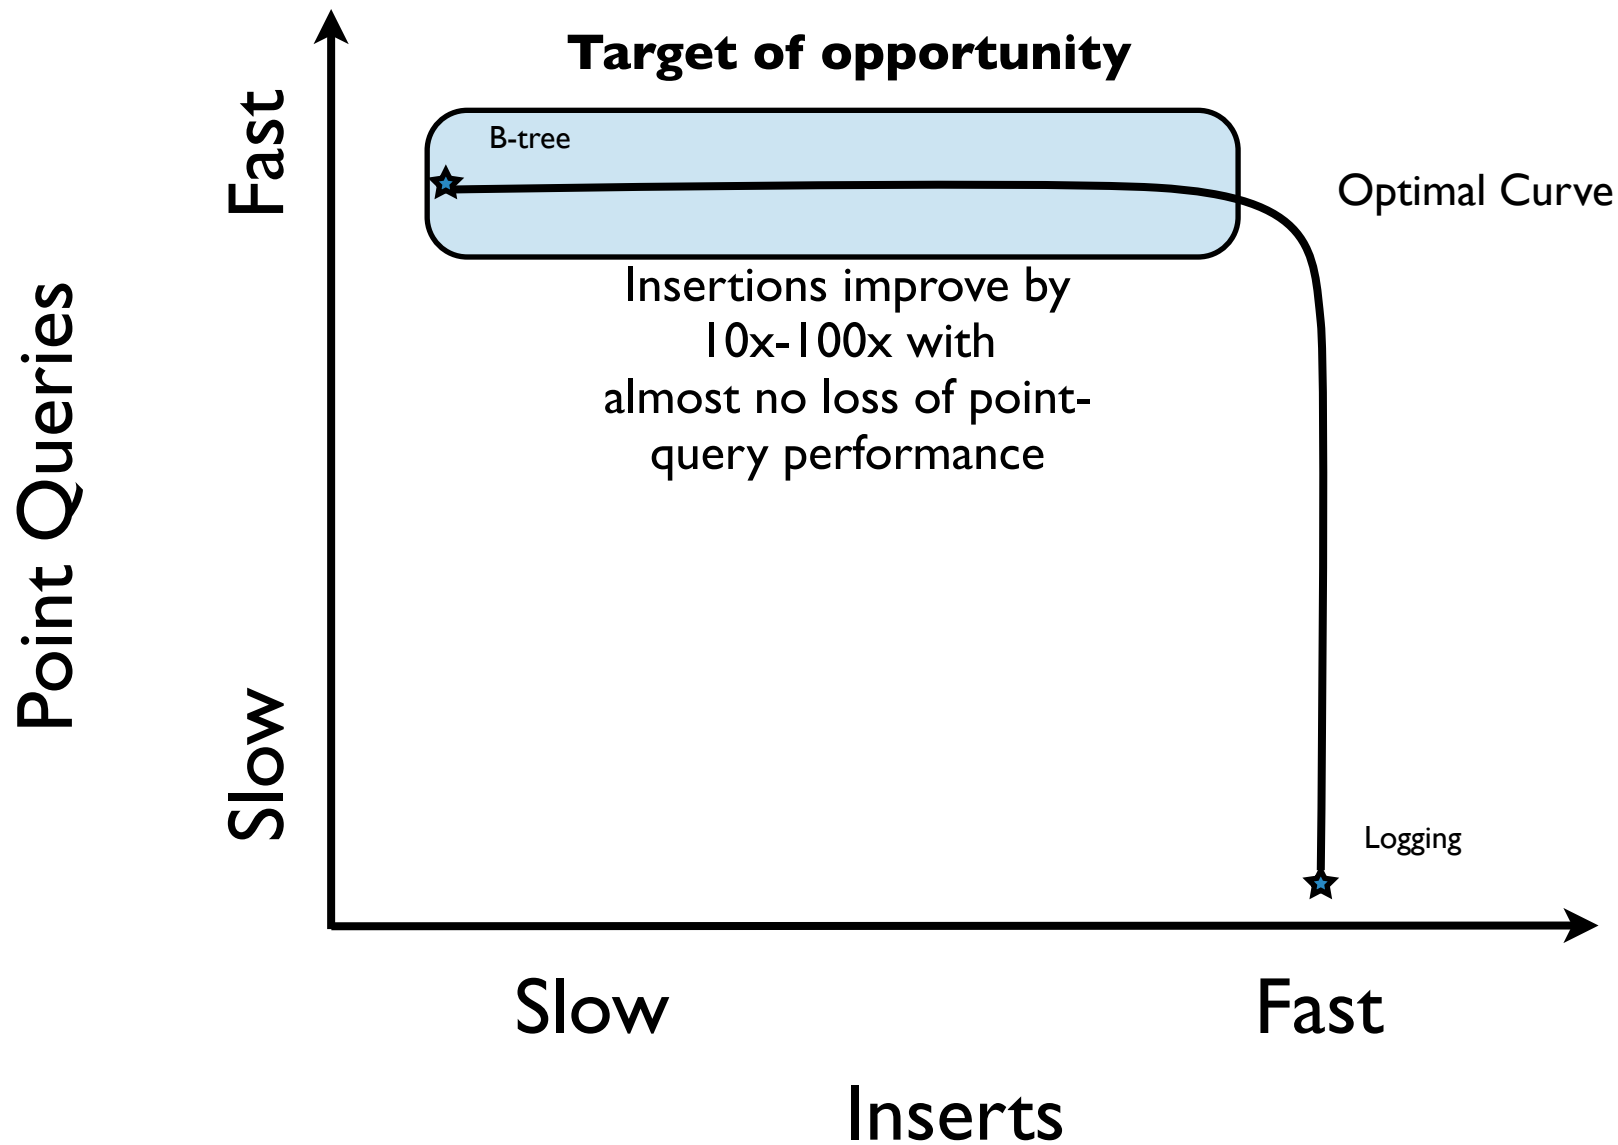 Target of opportunity
B-tree
Optimal Curve
Insertions improve by
10x-100x with
almost no loss of point-
query performance
Fast
Point Queries
Slow
Logging
Slow
Fast
Inserts